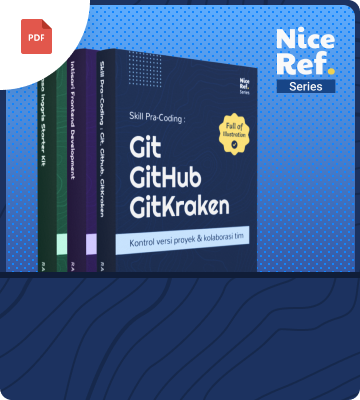 PDF
Nice
Ref.
Series
Nice
Ref.
Series
Skill Pra-Coding :
Full of
Illustration
Git
GitHub
GitKraken
Kontrol versi proyek & kolaborasi tim
Skill Pra-Coding : Git, Github, GitKraken
Frontend Development
Inggris Starter Kit